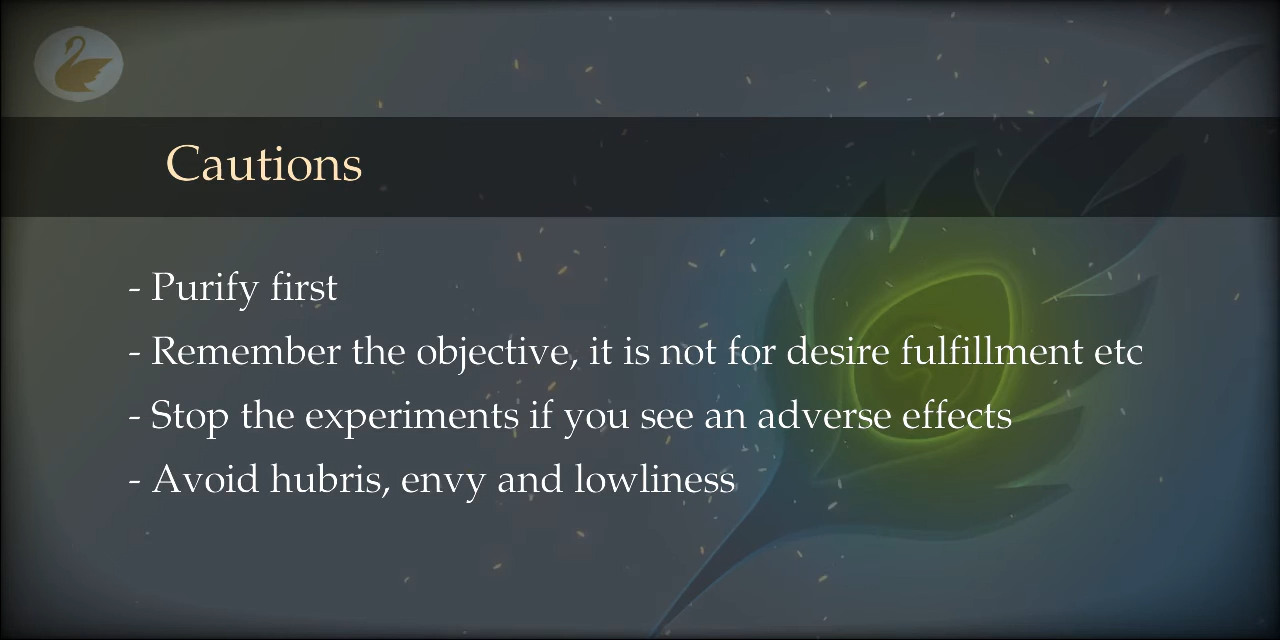 Cautions
- Purify first
- Remember the objective, it is not for desire fulfillment etc
- Stop the experiments if you see an adverse effects
- Avoid hubris, envy and lowliness